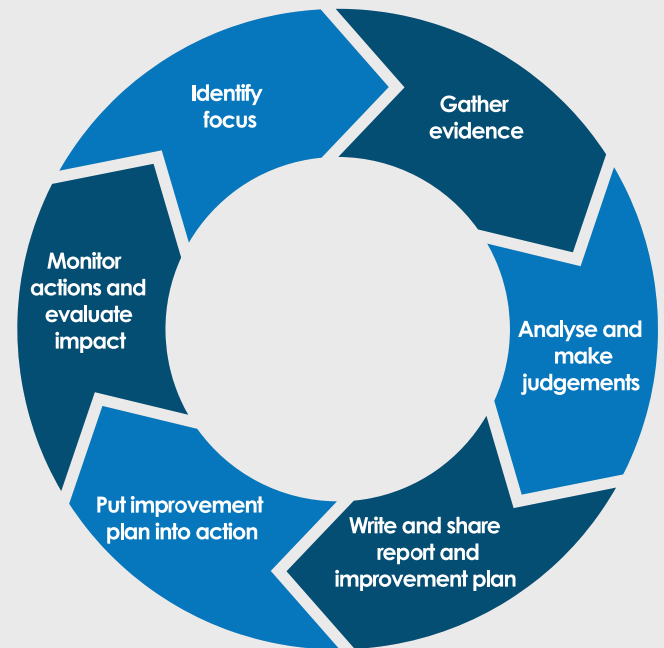 Identify
focus
Gather
evidence
Analyse and
make
judgements
Write and share
report and
improvement plan
Put improvement
plan into action
Monitor
actions and
evaluate
impact